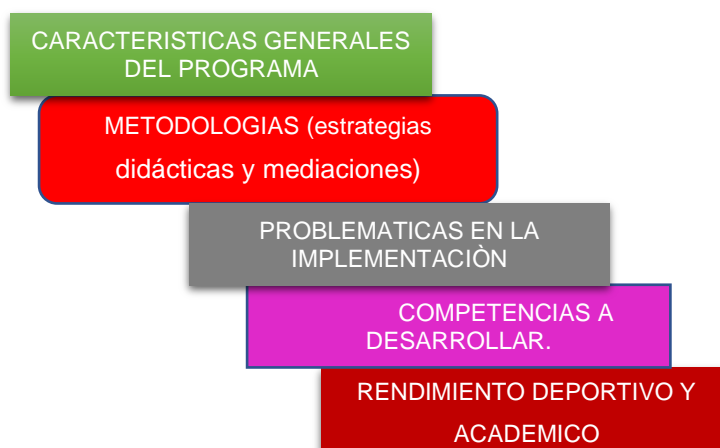 CARACTERISTICAS GENERALES
DEL PROGRAMA
METODOLOGIAS (estrategias
didácticas y mediaciones)
PROBLEMATICAS EN LA
IMPLEMENTACIÒN
COMPETENCIAS A
DESARROLLAR.
RENDIMIENTO DEPORTIVO Y
ACADEMICO